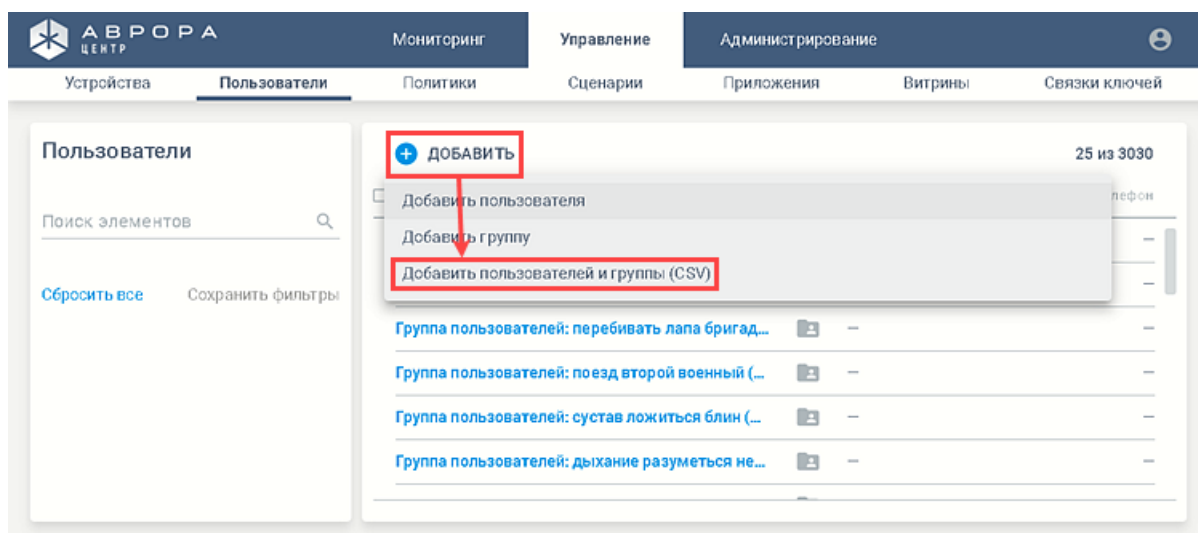 АВРОРА
ЦЕНТР
Мониторинг
Управление
Администрирование
Устройства
Пользователи
Политики
Сценарии
Приложения
Витрины
Связки ключей
Пользователи
Поиск элементов
Сбросить все
Сохранить фильтры
ДОБАВИТЬ
25 из 3030
Добавить пользователя
Добавить группу
Добавить пользователей и группы (CSV)
Группа пользователей: перебивать лапа бригад...
Группа пользователей: поезд второй военный (...
Группа пользователей: сустав ложиться блин (...
Группа пользователей: дыхание разуметься не...